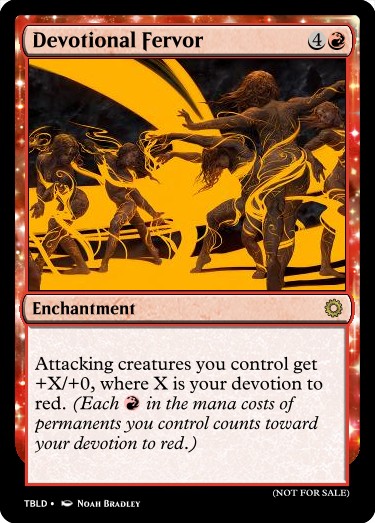 Devotional Fervor 4
Enchantment
Attacking creatures you control get
+X/+0, where X is your devotion to
red. (Each in the mana costs of
permanents you control counts toward
your devotion to red.)
(NOT FOR SALE)
TBLD • Noah Bradley